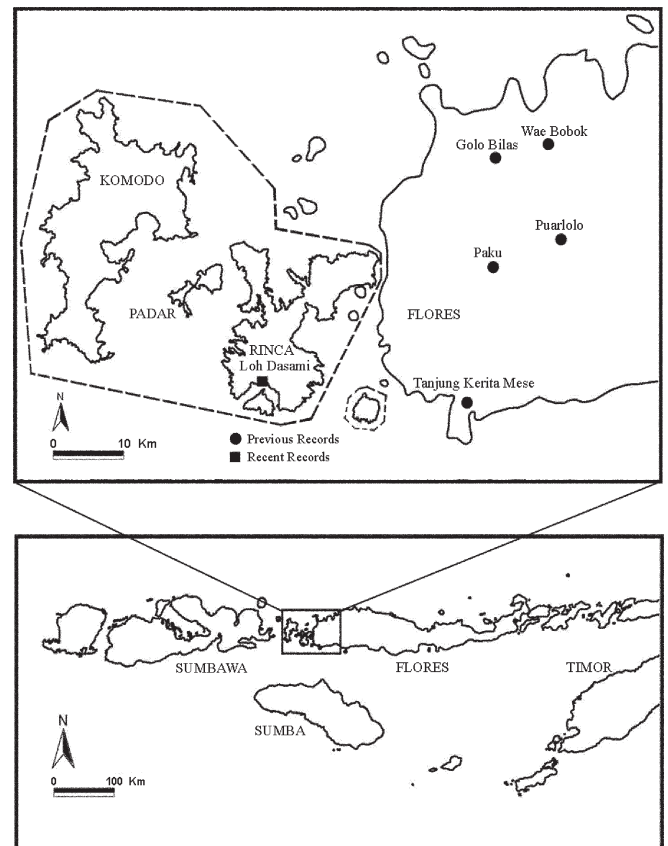 Wae Bobok
Golo Bilas
KOMODO
Puarlolo
Paku
PADAR
FLORES
RINCA
Loh Dasami
Tanjung Kerita Mese
N
0 10 Km
Previous Records
Recent Records
SUMBAWA
FLORES
TIMOR
SUMBA
N
0 100 Km